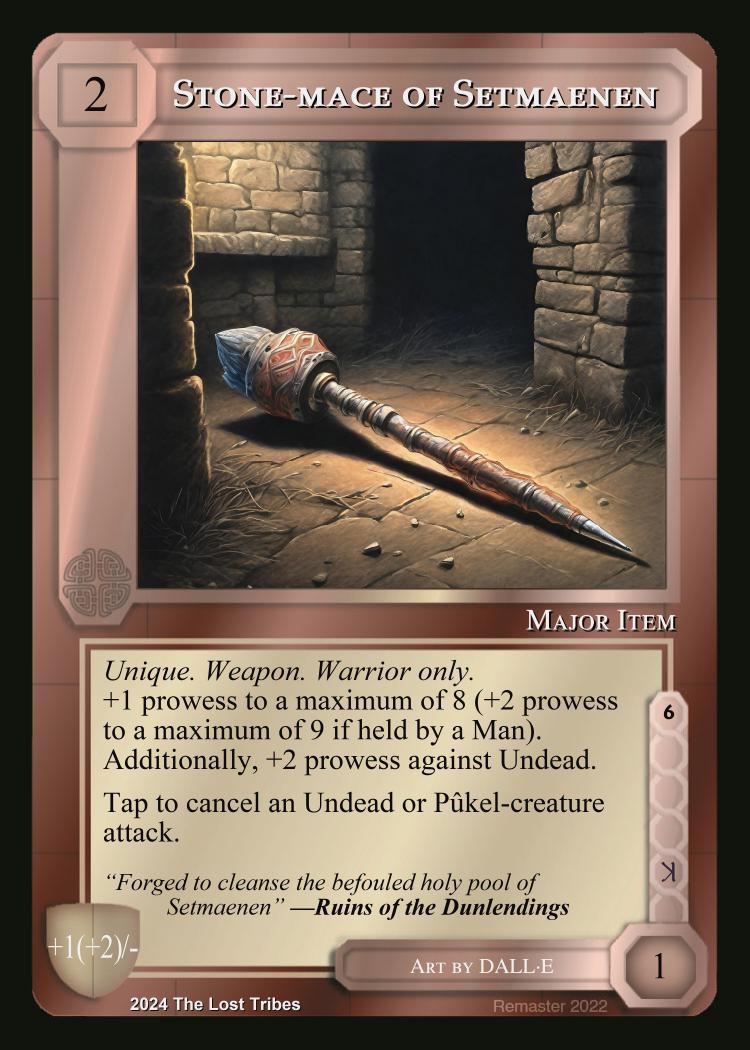 2
Stone-mace of Setmaenen
Major Item
Unique. Weapon. Warrior only.
+1 prowess to a maximum of 8 (+2 prowess
to a maximum of 9 if held by a Man).
Additionally, +2 prowess against Undead.
Tap to cancel an Undead or Pûkel-creature
attack.
“Forged to cleanse the befouled holy pool of
Setmaenen” —Ruins of the Dunlendings
6
+1(+2)/-
Art by DALL·E
1
2024 The Lost Tribes
Remaster 2022